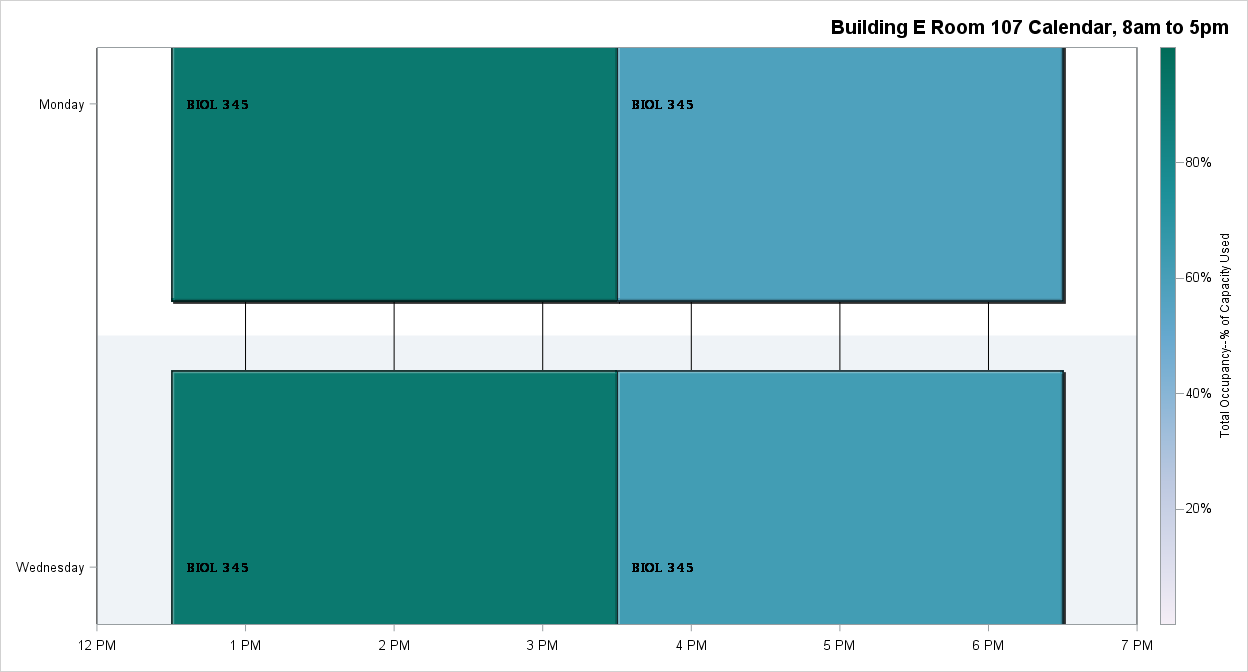 Building E Room 107 Calendar, 8am to 5pm
Monday
BIOL 345
BIOL 345
80%
60%
Total Occupancy--% of Capacity Used
40%
20%
Wednesday
BIOL 345
BIOL 345
12 PM
1 PM
2 PM
3 PM
4 PM
5 PM
6 PM
7 PM